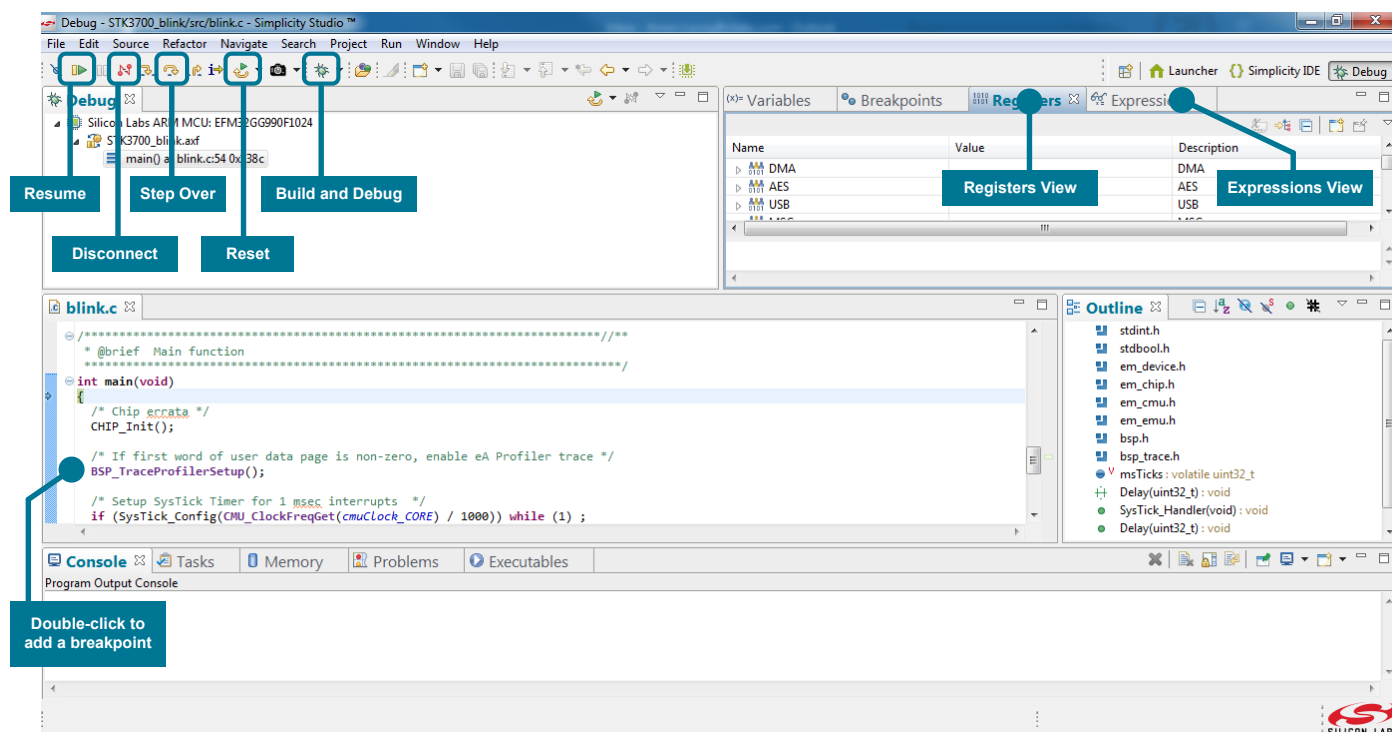 Debug - STK3700_blink/src/blink.c - Simplicity Studio ™
File Edit Source Refactor Navigate Search Project Run Window Help
Launcher {} Simplicity IDE Debug
Debug
Silicon Labs ARM MCU: EFM32GG990F1024
STK3700_blink.axf
main() at blink.c:54 0x138c
Resume
Step Over
Build and Debug
Disconnect
Reset
(x)= Variables Breakpoints Registers Expressions
Name Value Description
DMA DMA
AES AES
USB USB
MSC MSC
Registers View
Expressions View
blink.c
/**************************************************************************//**
* @brief Main function
*****************************************************************************/
int main(void)
{
/* Chip errata */
CHIP_Init();
/* If first word of user data page is non-zero, enable eA Profiler trace */
BSP_TraceProfilerSetup();
/* Setup SysTick Timer for 1 msec interrupts */
if (SysTick_Config(CMU_ClockFreqGet(cmuClock_CORE) / 1000)) while (1) ;
Outline
stdint.h
stdbool.h
em_device.h
em_chip.h
em_cmu.h
em_emu.h
bsp.h
bsp_trace.h
msTicks : volatile uint32_t
Delay(uint32_t) : void
SysTick_Handler(void) : void
Delay(uint32_t) : void
Console Tasks Memory Problems Executables
Program Output Console
Double-click to
add a breakpoint